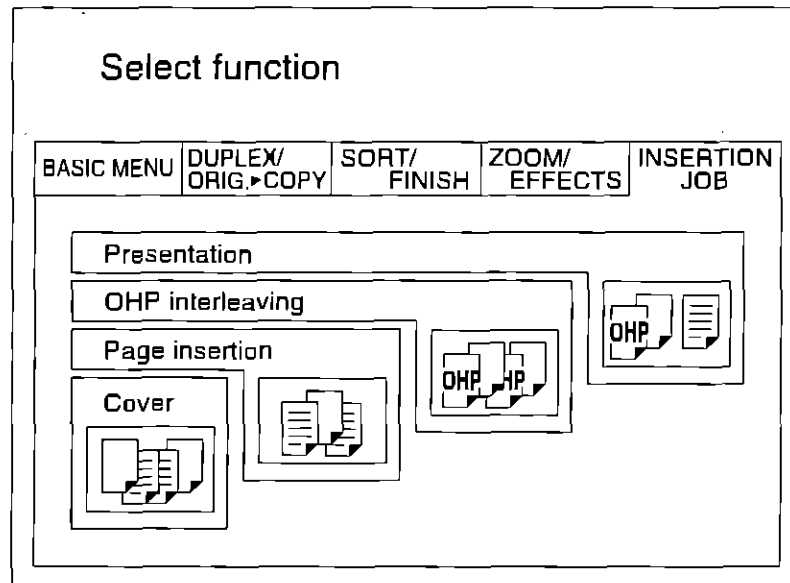 Select function
BASIC MENU
DUPLEX/
ORIG.▸COPY
SORT/
FINISH
ZOOM/
EFFECTS
INSERTION
JOB
Presentation
OHP
OHP interleaving
OHP HP
Page insertion
Cover